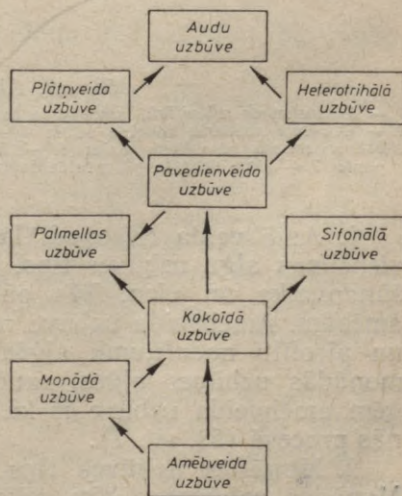 Audu
uzbūve
Plātņveida
uzbūve
Heterotrihālā
uzbūve
Pavedienveida
uzbūve
Palmellas
uzbūve
Sifonālā
uzbūve
Kokoīdā
uzbūve
Monādā
uzbūve
Amēbveida
uzbūve